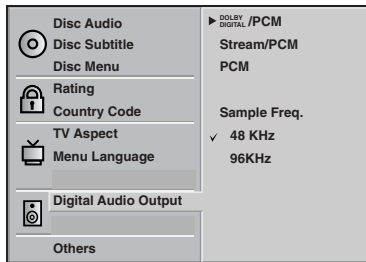 Disc Audio
Disc Subtitle
Disc Menu
Rating
Country Code
TV Aspect
Menu Language
Digital Audio Output
Others
DOLBY DIGITAL /PCM
Stream/PCM
PCM
Sample Freq.
48 KHz
96KHz